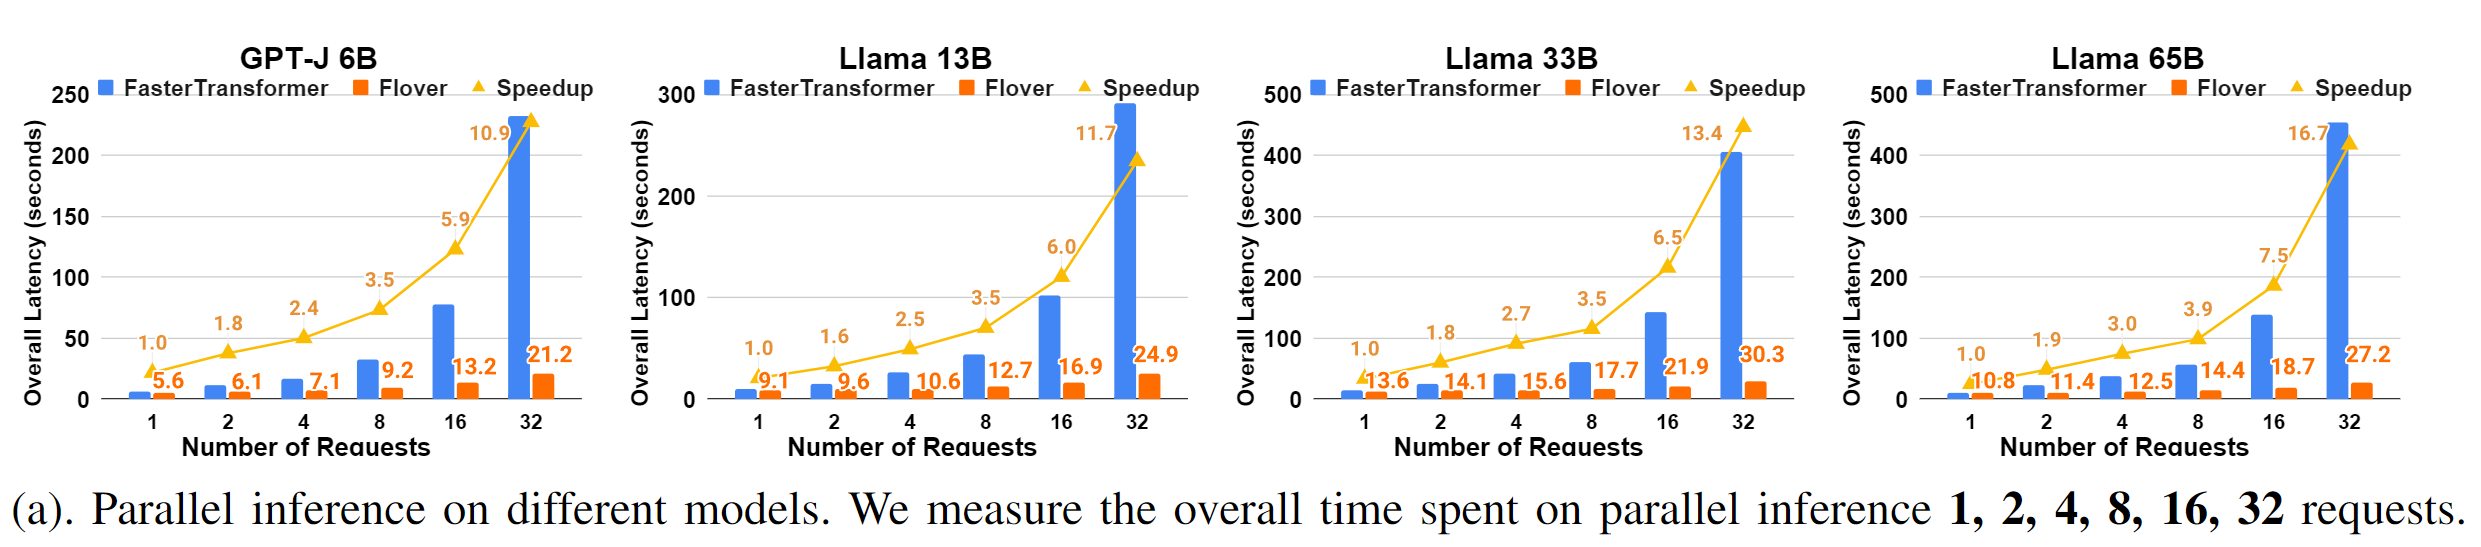 GPT-J 6B
FasterTransformer Flover Speedup
Overall Latency (seconds)
250
200
150
100
50
0
1.0 1.8 2.4 3.5 5.9 10.9
5.6 6.1 7.1 9.2 13.2 21.2
1 2 4 8 16 32
Number of Requests
Llama 13B
FasterTransformer Flover Speedup
Overall Latency (seconds)
300
200
100
0
1.0 1.6 2.5 3.5 6.0 11.7
9.1 9.6 10.6 12.7 16.9 24.9
1 2 4 8 16 32
Number of Requests
Llama 33B
FasterTransformer Flover Speedup
Overall Latency (seconds)
500
400
300
200
100
0
1.0 1.8 2.7 3.5 6.5 13.4
13.6 14.1 15.6 17.7 21.9 30.3
1 2 4 8 16 32
Number of Requests
Llama 65B
FasterTransformer Flover Speedup
Overall Latency (seconds)
500
400
300
200
100
0
1.0 1.9 3.0 3.9 7.5 16.7
10.8 11.4 12.5 14.4 18.7 27.2
1 2 4 8 16 32
Number of Requests
(a). Parallel inference on different models. We measure the overall time spent on parallel inference 1, 2, 4, 8, 16, 32 requests.